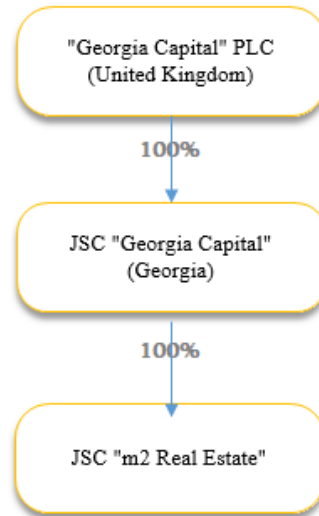 "Georgia Capital" PLC
(United Kingdom)
100%
JSC "Georgia Capital"
(Georgia)
100%
JSC "m2 Real Estate"